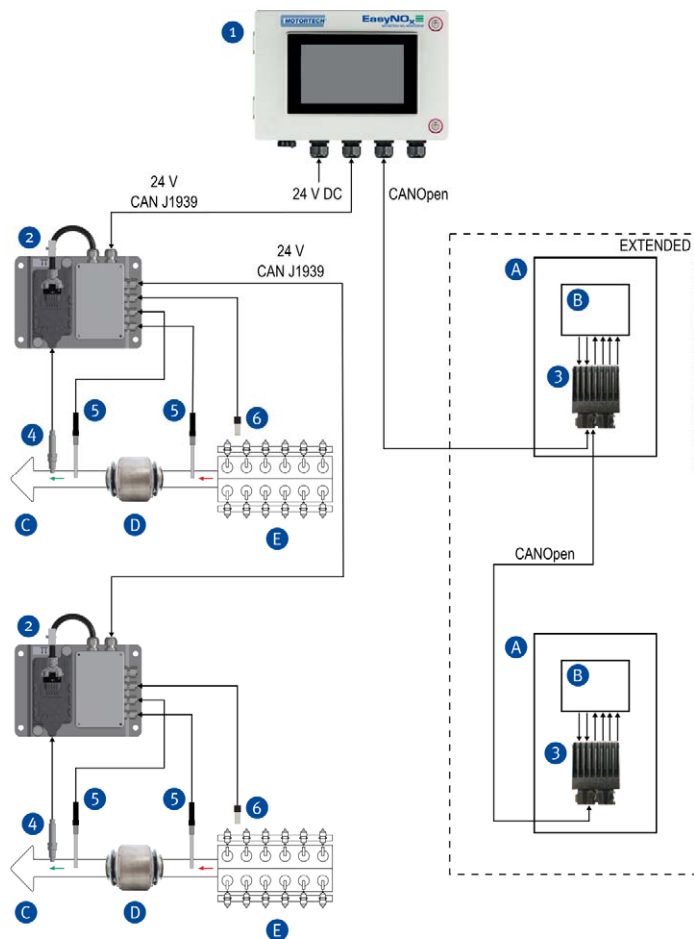 1
MOTORTECH
EasyNOx
24 V
CAN J1939
24 V DC
CANOpen
2
24 V
CAN J1939
EXTENDED
A
B
3
5
5
6
4
C
D
E
CANOpen
2
A
B
3
5
5
6
4
C
D
E